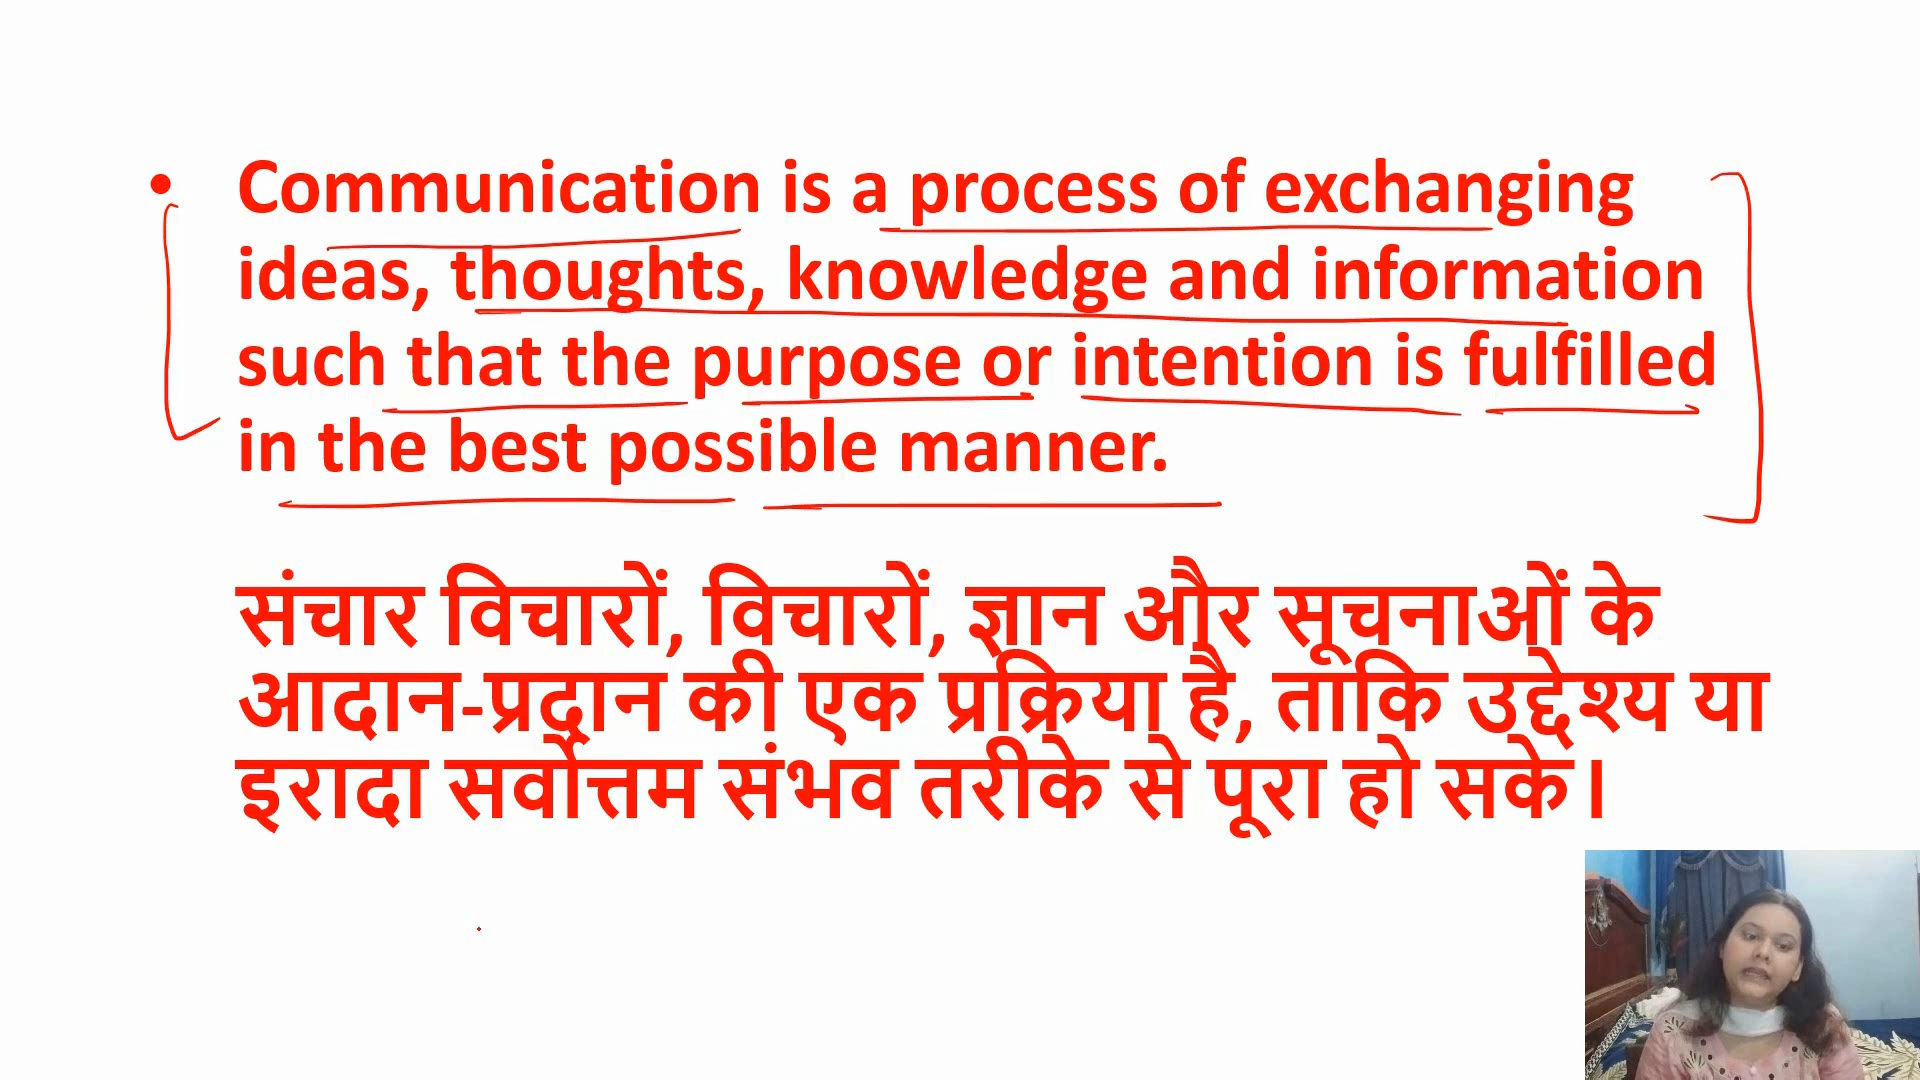 • Communication is a process of exchanging
ideas, thoughts, knowledge and information
such that the purpose or intention is fulfilled
in the best possible manner.
संचार विचारों, विचारों, ज्ञान और सूचनाओं के
आदान-प्रदान की एक प्रक्रिया है, ताकि उद्देश्य या
इरादा सर्वोत्तम संभव तरीके से पूरा हो सके।